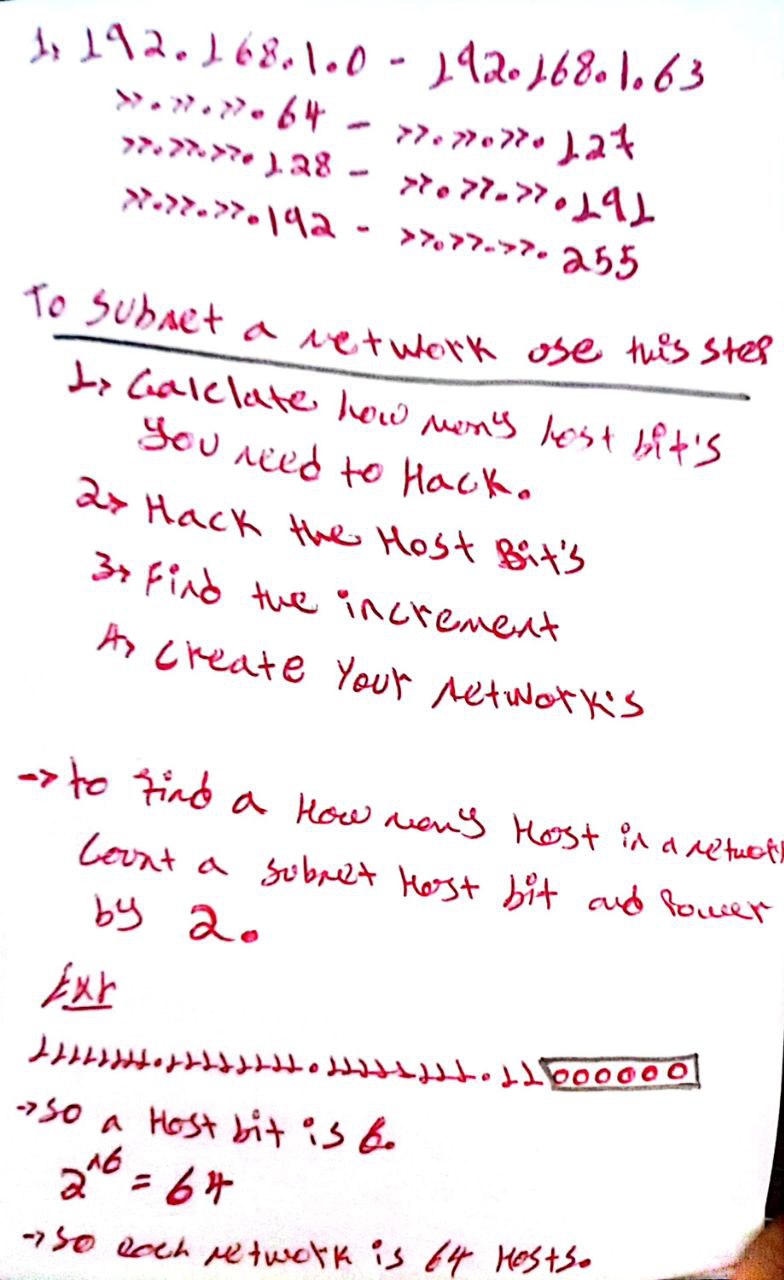 1, 192.168.1.0 - 192.168.1.63
>>.>>.>>.64 - >>.>>.>>.127
>>.>>.>>.128 - >>.>>.>>.191
>>.>>.>>.192 - >>.>>.>>.255
To subnet a network ose this step
1, Calclate how meny host bit's
you need to Hack.
2, Hack the Host Bit's
3, Find the increment
4, create Your network's
-> to find a How meny Host in a network
Count a subnet Host bit and Power
by 2.
Exr
11111111.11111111.11111111.11000000
-> so a Host bit is 6.
2^6 = 64
-> so each network is 64 Hosts.